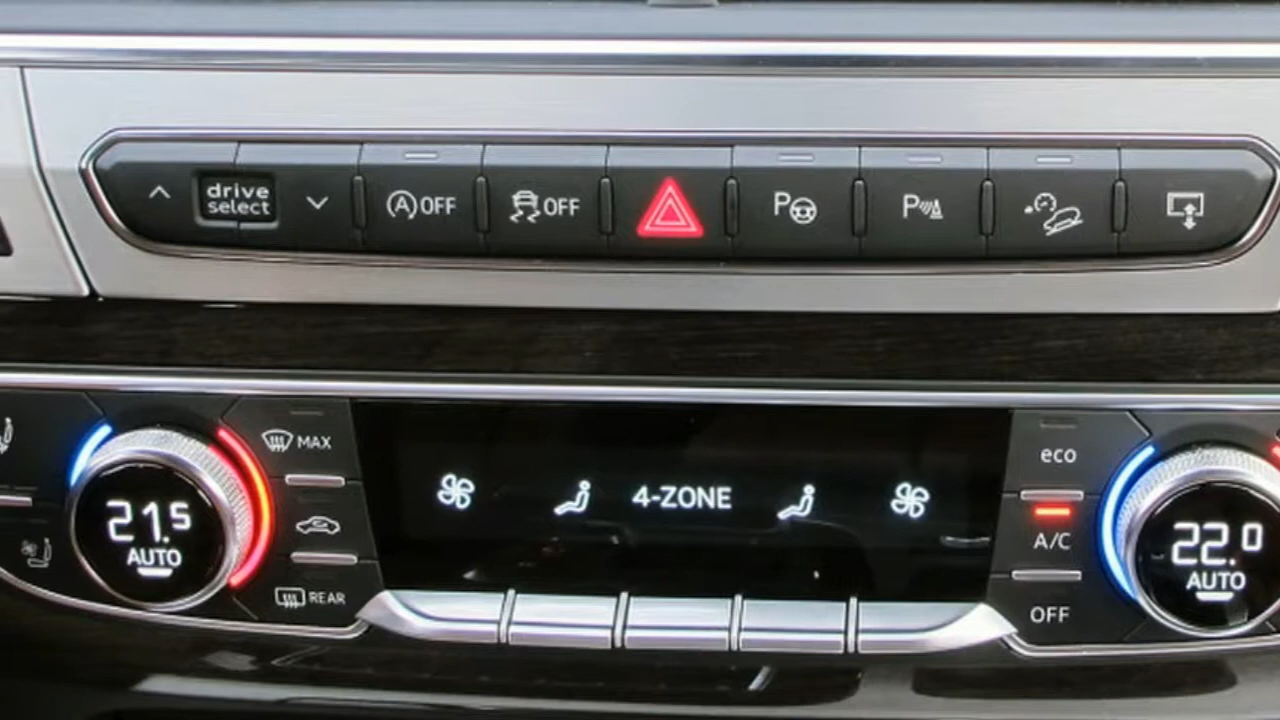 drive
select
A OFF
OFF
P
P
MAX
4-ZONE
eco
21.5
AUTO
A/C
22.0
AUTO
REAR
OFF